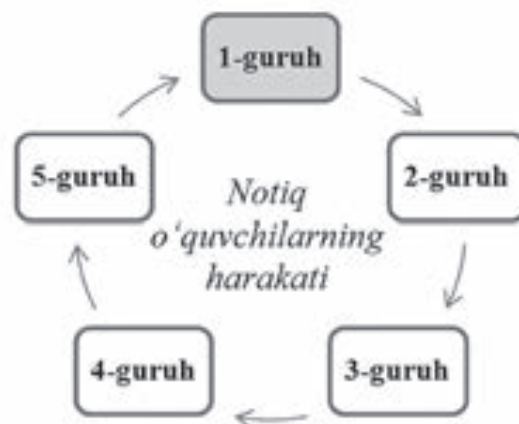 1-guruh
5-guruh
2-guruh
Notiq
o‘quvchilarning
harakati
4-guruh
3-guruh